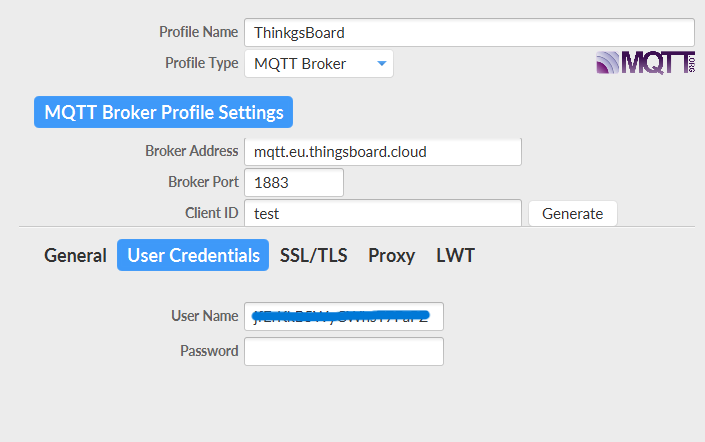 Profile Name ThinkgsBoard
Profile Type MQTT Broker
MQTT.ORG
MQTT Broker Profile Settings
Broker Address mqtt.eu.thingsboard.cloud
Broker Port 1883
Client ID test Generate
General User Credentials SSL/TLS Proxy LWT
User Name
Password